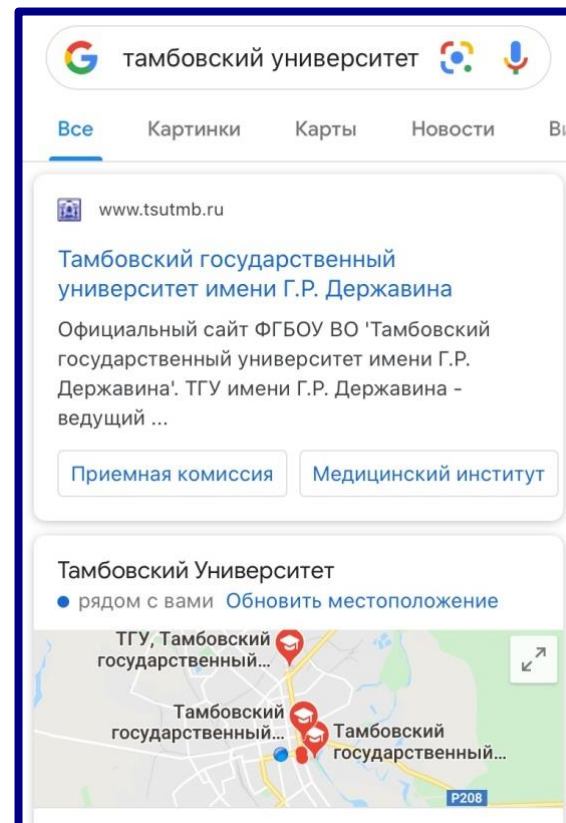 тамбовский университет
Все Картинки Карты Новости
www.tsutmb.ru
Тамбовский государственный
университет имени Г.Р. Державина
Официальный сайт ФГБОУ ВО 'Тамбовский
государственный университет имени Г.Р.
Державина'. ТГУ имени Г.Р. Державина -
ведущий ...
Приемная комиссия Медицинский институт
Тамбовский Университет
рядом с вами Обновить местоположение
ТГУ, Тамбовский
государственный...
Тамбовский
государственный...
Тамбовский
государственный...
P208